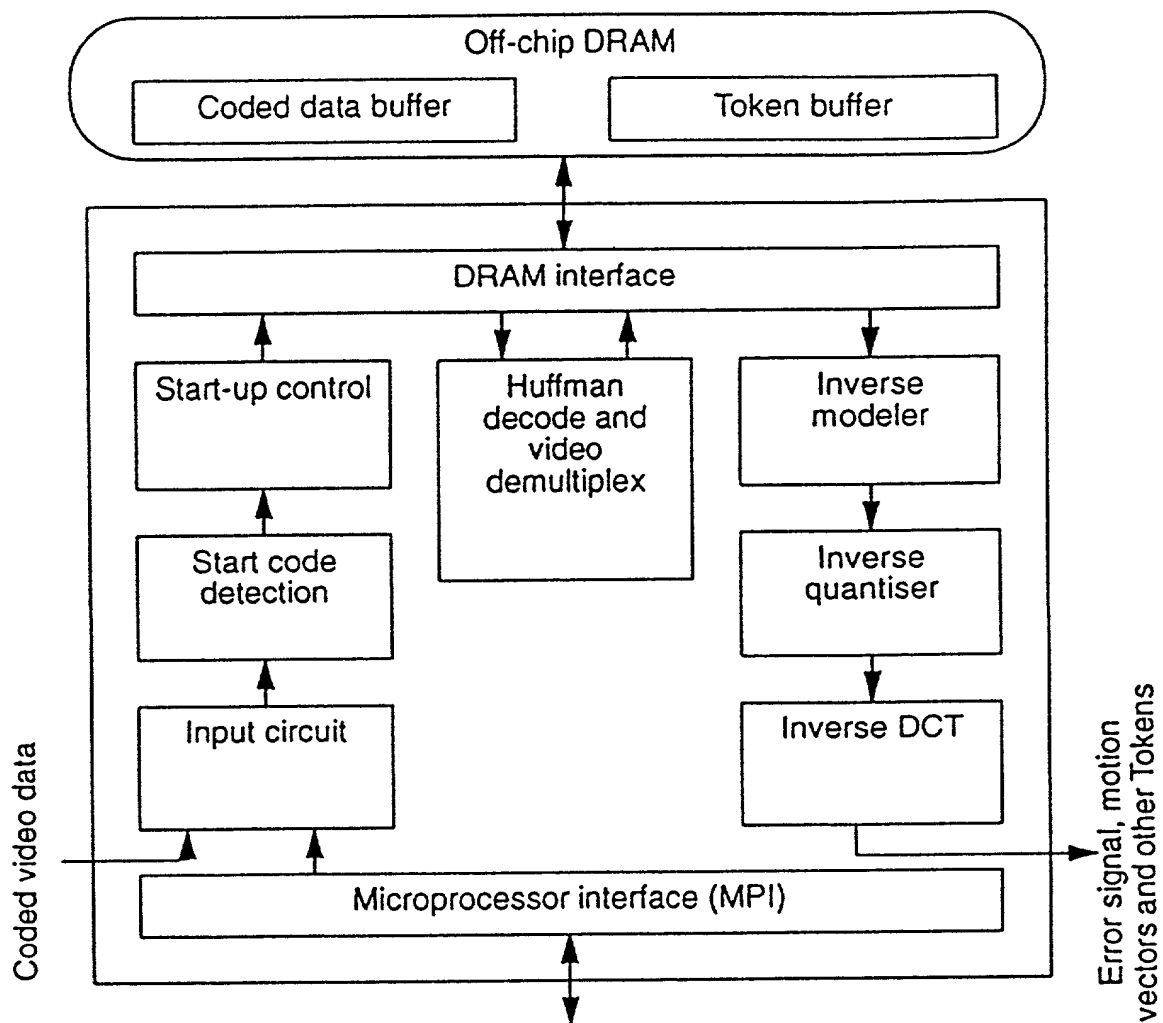 Off-chip DRAM
Coded data buffer
Token buffer
DRAM interface
Start-up control
Huffman
decode and
video
demultiplex
Inverse
modeler
Start code
detection
Inverse
quantiser
Input circuit
Inverse DCT
Coded video data
Error signal, motion
vectors and other Tokens
Microprocessor interface (MPI)